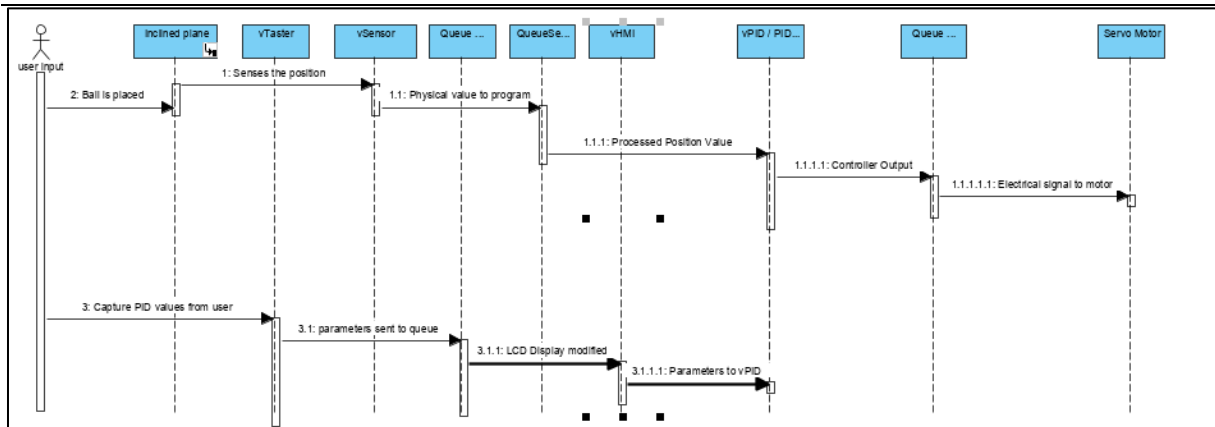 Inclined plane
vTaster
vSensor
Queue ...
QueueSe...
vHMI
vPID / PID...
Queue ...
Servo Motor
user input
1: Senses the position
2: Ball is placed
1.1: Physical value to program
1.1.1: Processed Position Value
1.1.1.1: Controller Output
1.1.1.1.1: Electrical signal to motor
3: Capture PID values from user
3.1: parameters sent to queue
3.1.1: LCD Display modified
3.1.1.1: Parameters to vPID